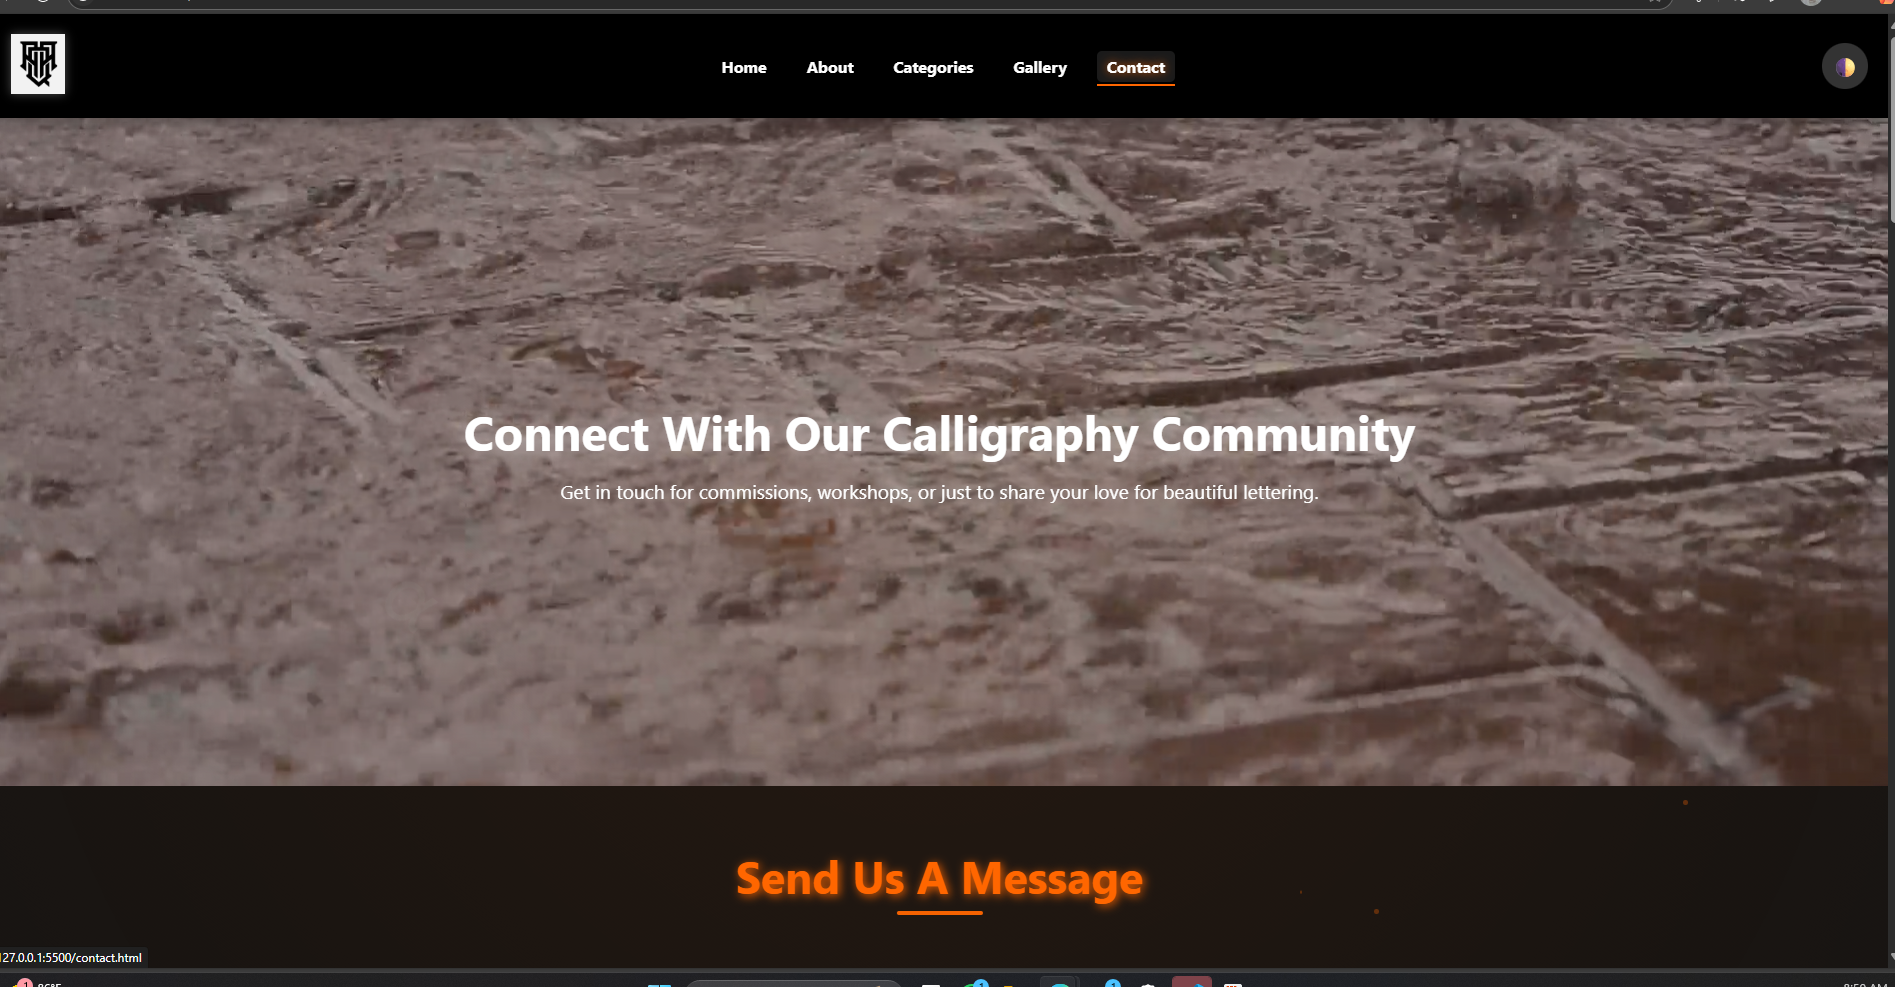 Home
About
Categories
Gallery
Contact
Connect With Our Calligraphy Community
Get in touch for commissions, workshops, or just to share your love for beautiful lettering.
Send Us A Message
127.0.0.1:5500/contact.html